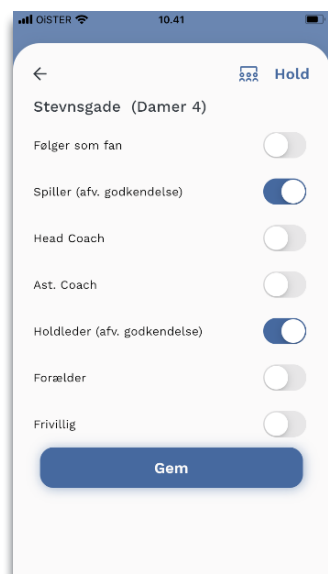 OiSTER 10.41
Hold
Stevnsgade (Damer 4)
Følger som fan
Spiller (afv. godkendelse)
Head Coach
Ast. Coach
Holdleder (afv. godkendelse)
Forælder
Frivillig
Gem